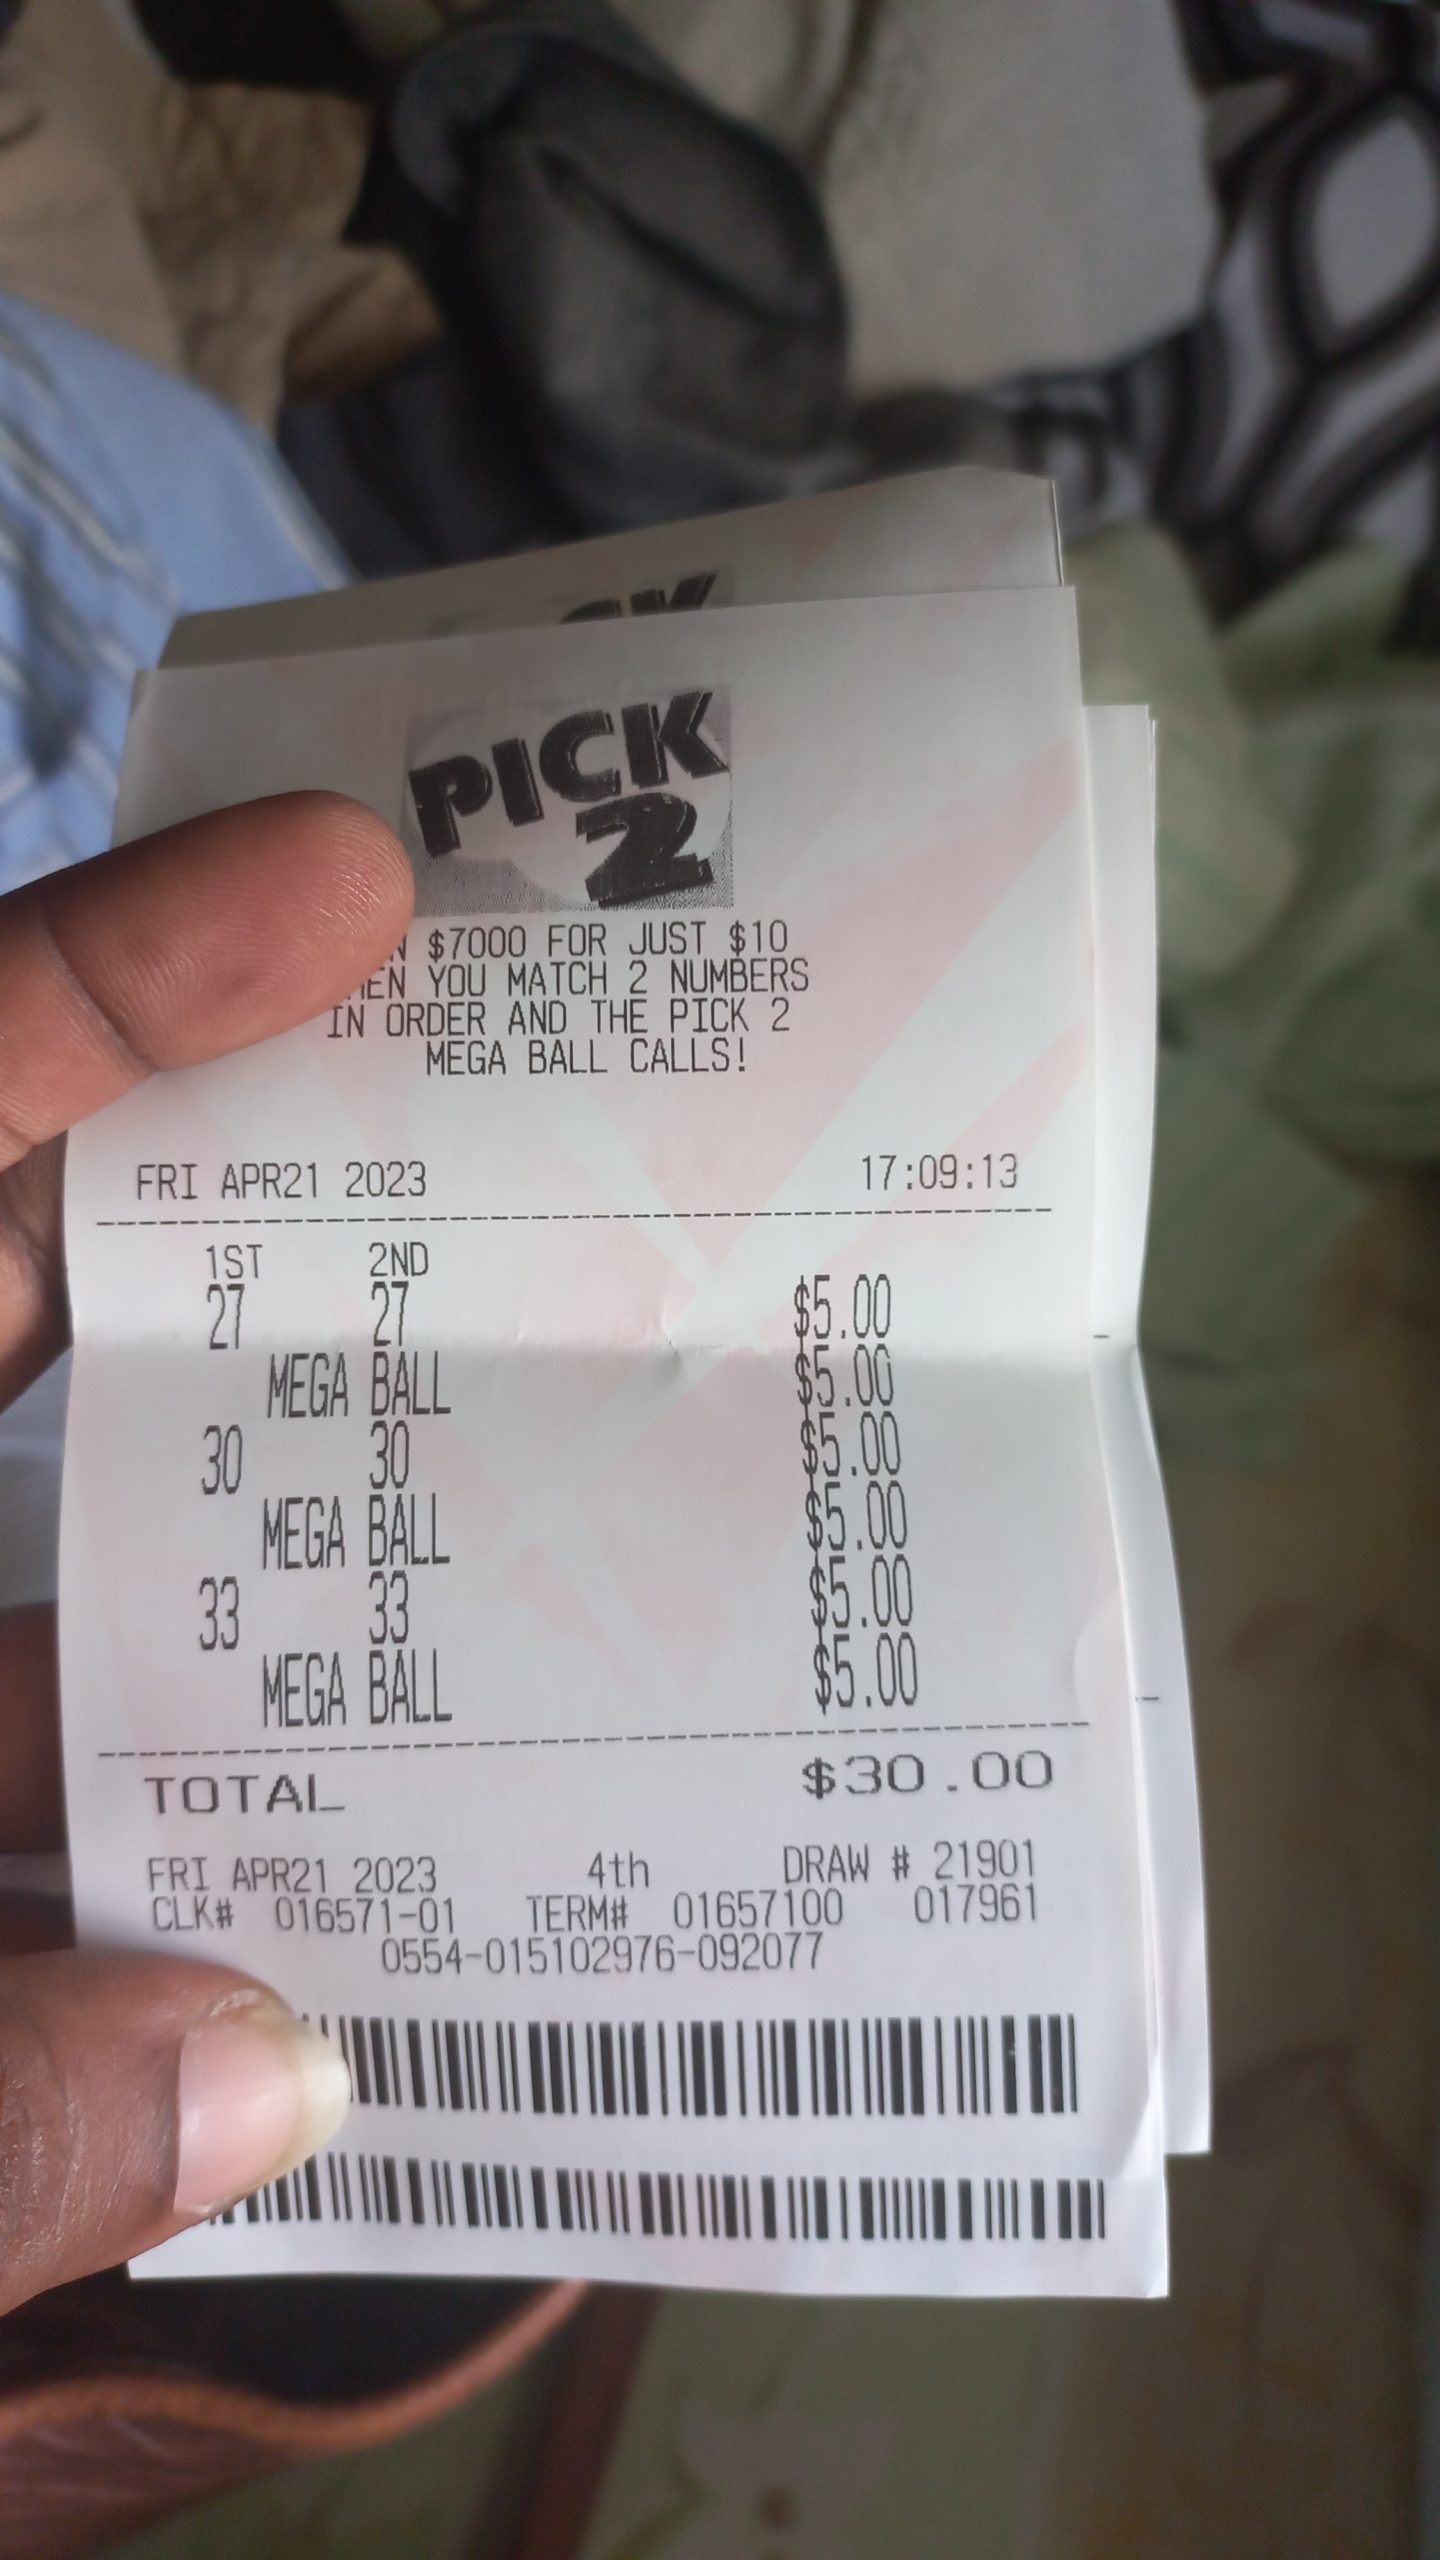 CK
PICK
2
$7000 FOR JUST $10
YOU MATCH 2 NUMBERS
IN ORDER AND THE PICK 2
MEGA BALL CALLS!
FRI APR21 2023 17:09:13
1ST 2ND
27 27 $5.00
MEGA BALL $5.00
30 30 $5.00
MEGA BALL $5.00
33 33 $5.00
MEGA BALL $5.00
TOTAL $30.00
FRI APR21 2023 4th DRAW # 21901
CLK# 016571-01 TERM# 01657100 017961
0554-015102976-092077